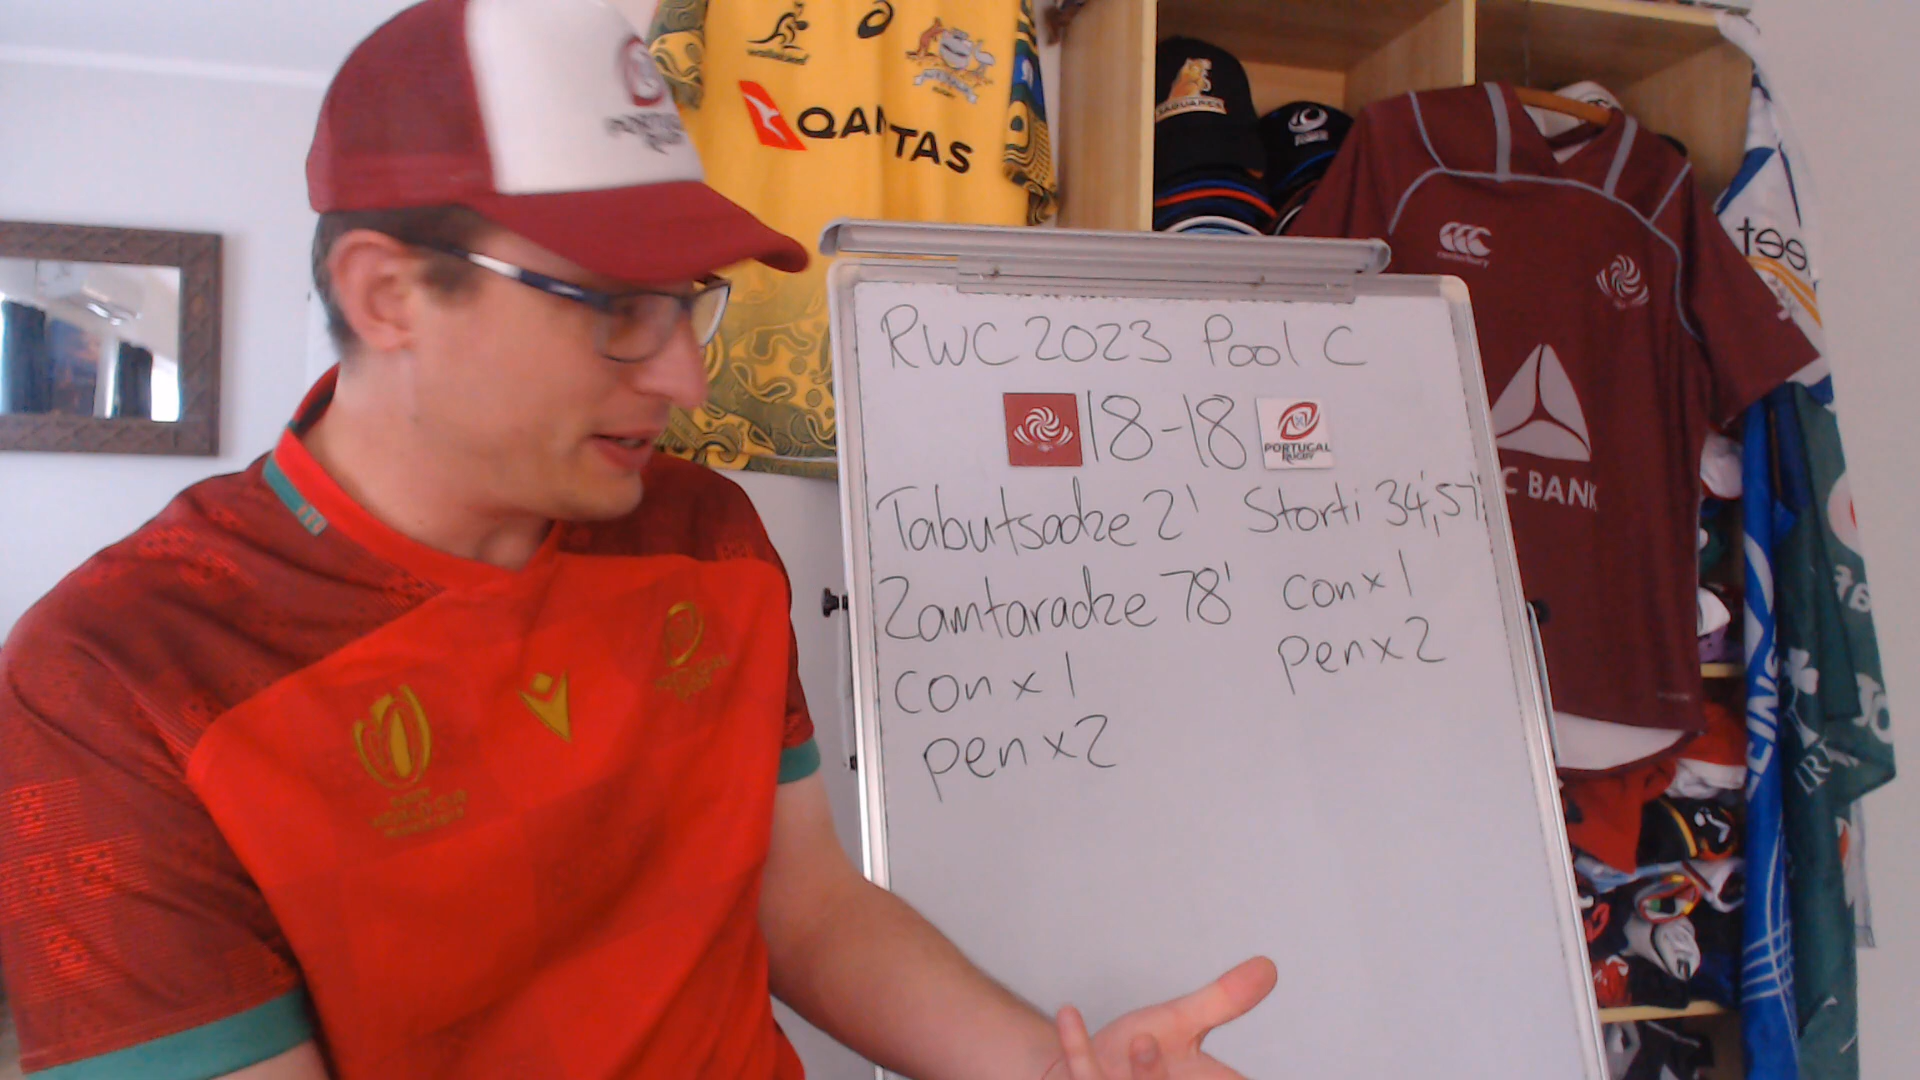 QANTAS
RWC 2023 Pool C
18-18
PORTUGAL
RUGBY
Tabutsadze 2' Storti 34',57'
Zamtaradze 78' con x 1
con x 1 pen x 2
pen x 2
canterbury
C BANK